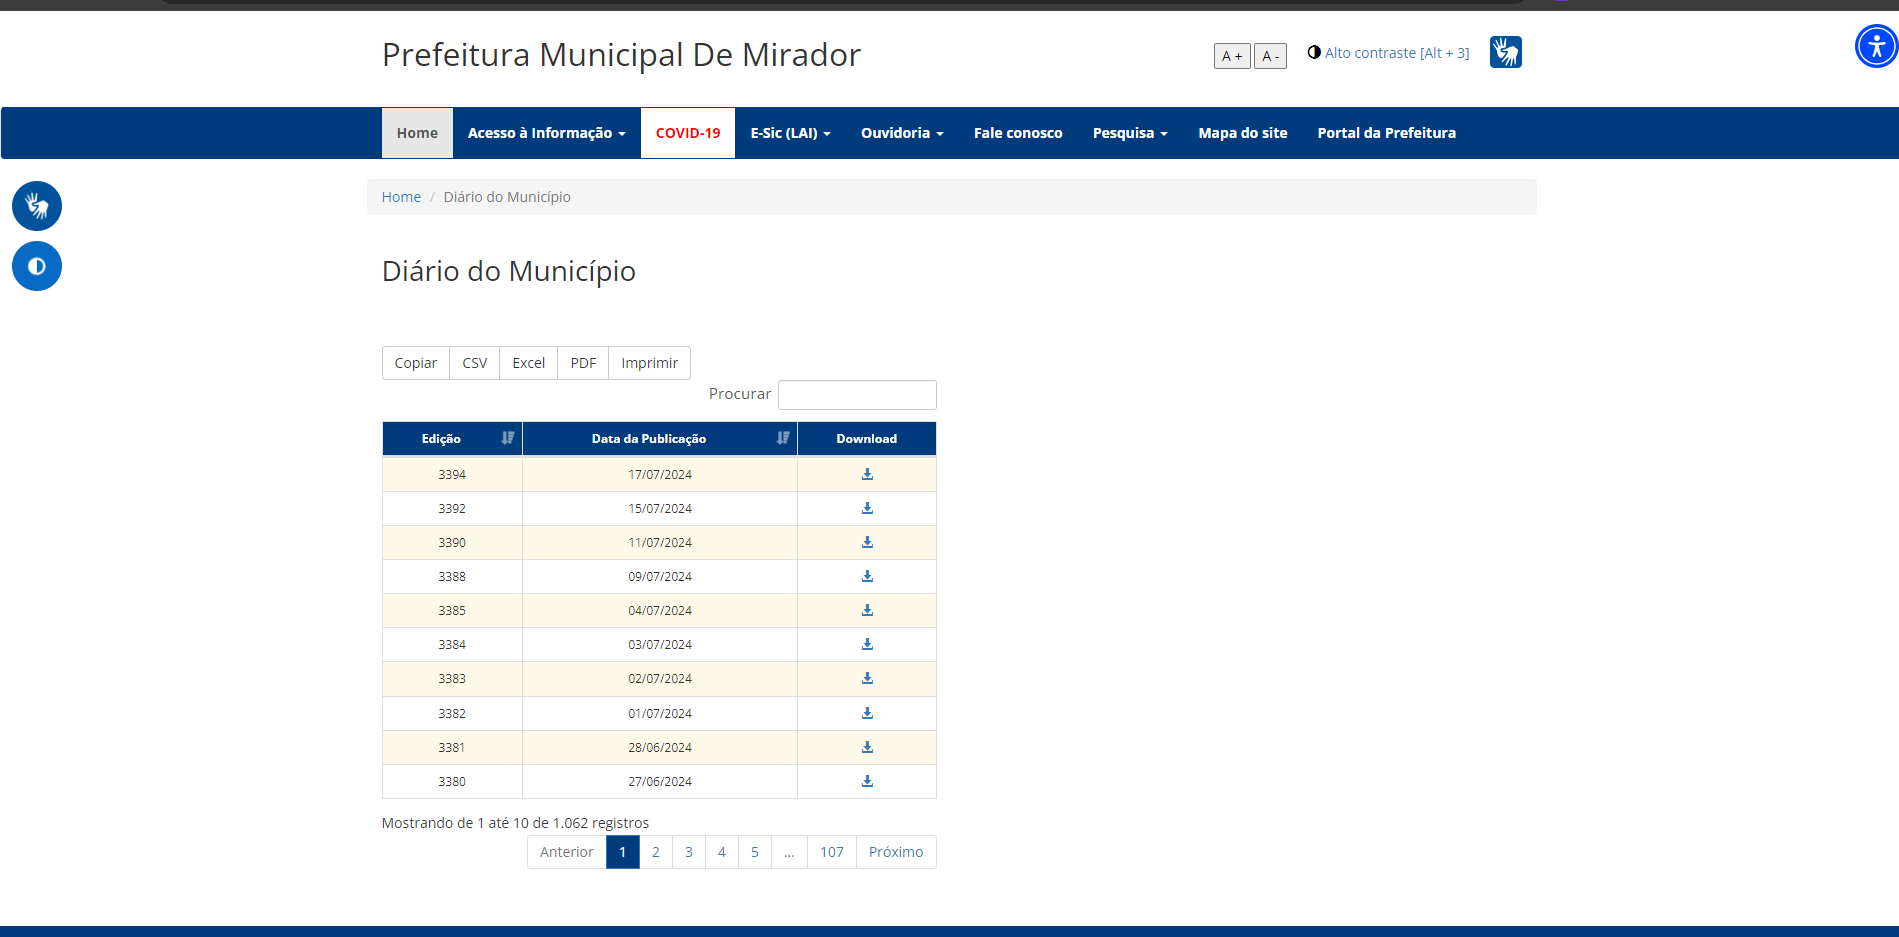 Prefeitura Municipal De Mirador
A +
A -
Alto contraste [Alt + 3]
Home
Acesso à Informação
COVID-19
E-Sic (LAI)
Ouvidoria
Fale conosco
Pesquisa
Mapa do site
Portal da Prefeitura
Home / Diário do Município
Diário do Município
Copiar
CSV
Excel
PDF
Imprimir
Procurar
Edição Data da Publicação Download
3394 17/07/2024
3392 15/07/2024
3390 11/07/2024
3388 09/07/2024
3385 04/07/2024
3384 03/07/2024
3383 02/07/2024
3382 01/07/2024
3381 28/06/2024
3380 27/06/2024
Mostrando de 1 até 10 de 1.062 registros
Anterior 1 2 3 4 5 ... 107 Próximo